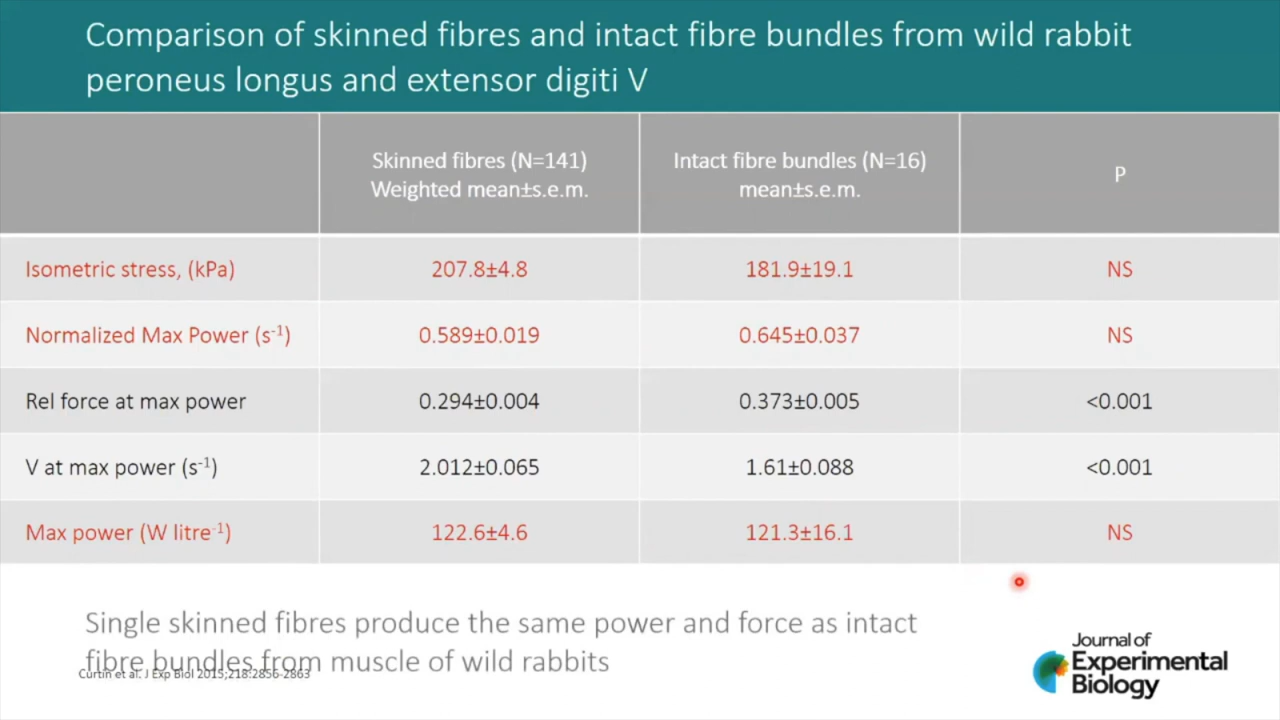 Comparison of skinned fibres and intact fibre bundles from wild rabbit
peroneus longus and extensor digiti V
Skinned fibres (N=141)
Weighted mean±s.e.m.
Intact fibre bundles (N=16)
mean±s.e.m.
P
Isometric stress, (kPa) 207.8±4.8 181.9±19.1 NS
Normalized Max Power (s⁻¹) 0.589±0.019 0.645±0.037 NS
Rel force at max power 0.294±0.004 0.373±0.005 <0.001
V at max power (s⁻¹) 2.012±0.065 1.61±0.088 <0.001
Max power (W litre⁻¹) 122.6±4.6 121.3±16.1 NS
Single skinned fibres produce the same power and force as intact
fibre bundles from muscle of wild rabbits
Curtin et al. J Exp Biol 2015;218:2856-2863
Journal of
Experimental
Biology